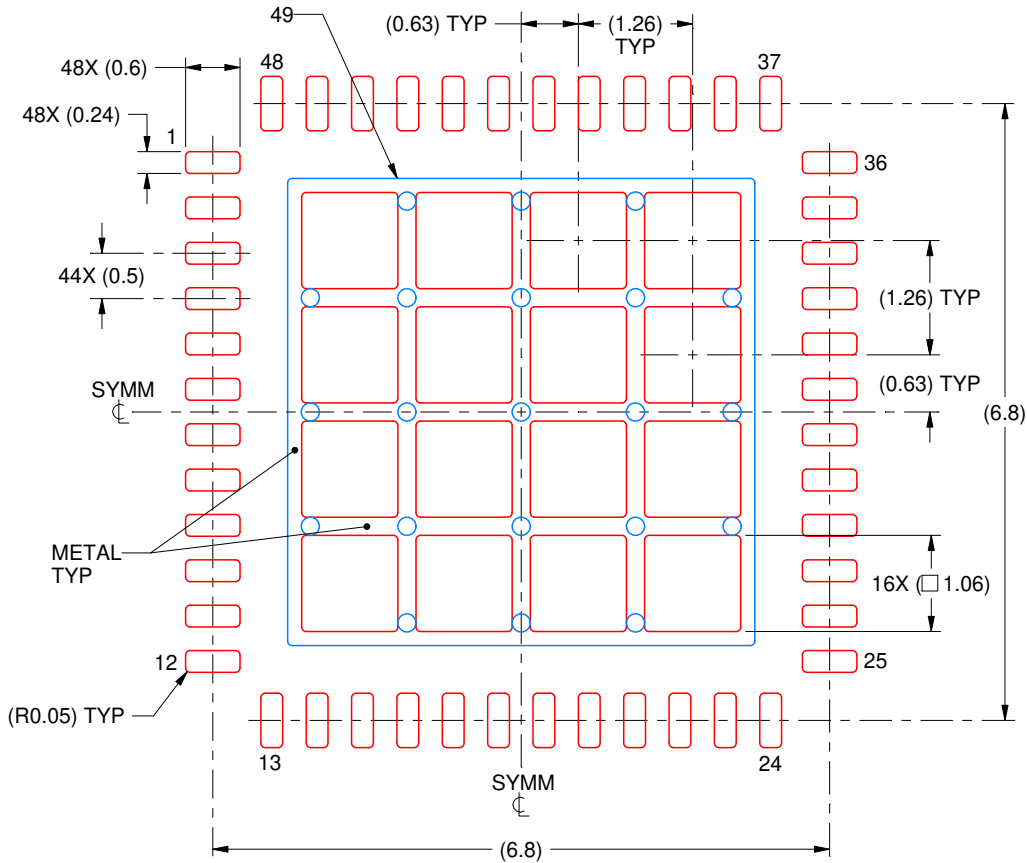 49
(0.63) TYP
(1.26)
TYP
48X (0.6)
48
37
48X (0.24)
1
36
44X (0.5)
(1.26) TYP
SYMM
℄
(0.63) TYP
(6.8)
METAL
TYP
16X (□ 1.06)
12
25
(R0.05) TYP
13
24
SYMM
℄
(6.8)